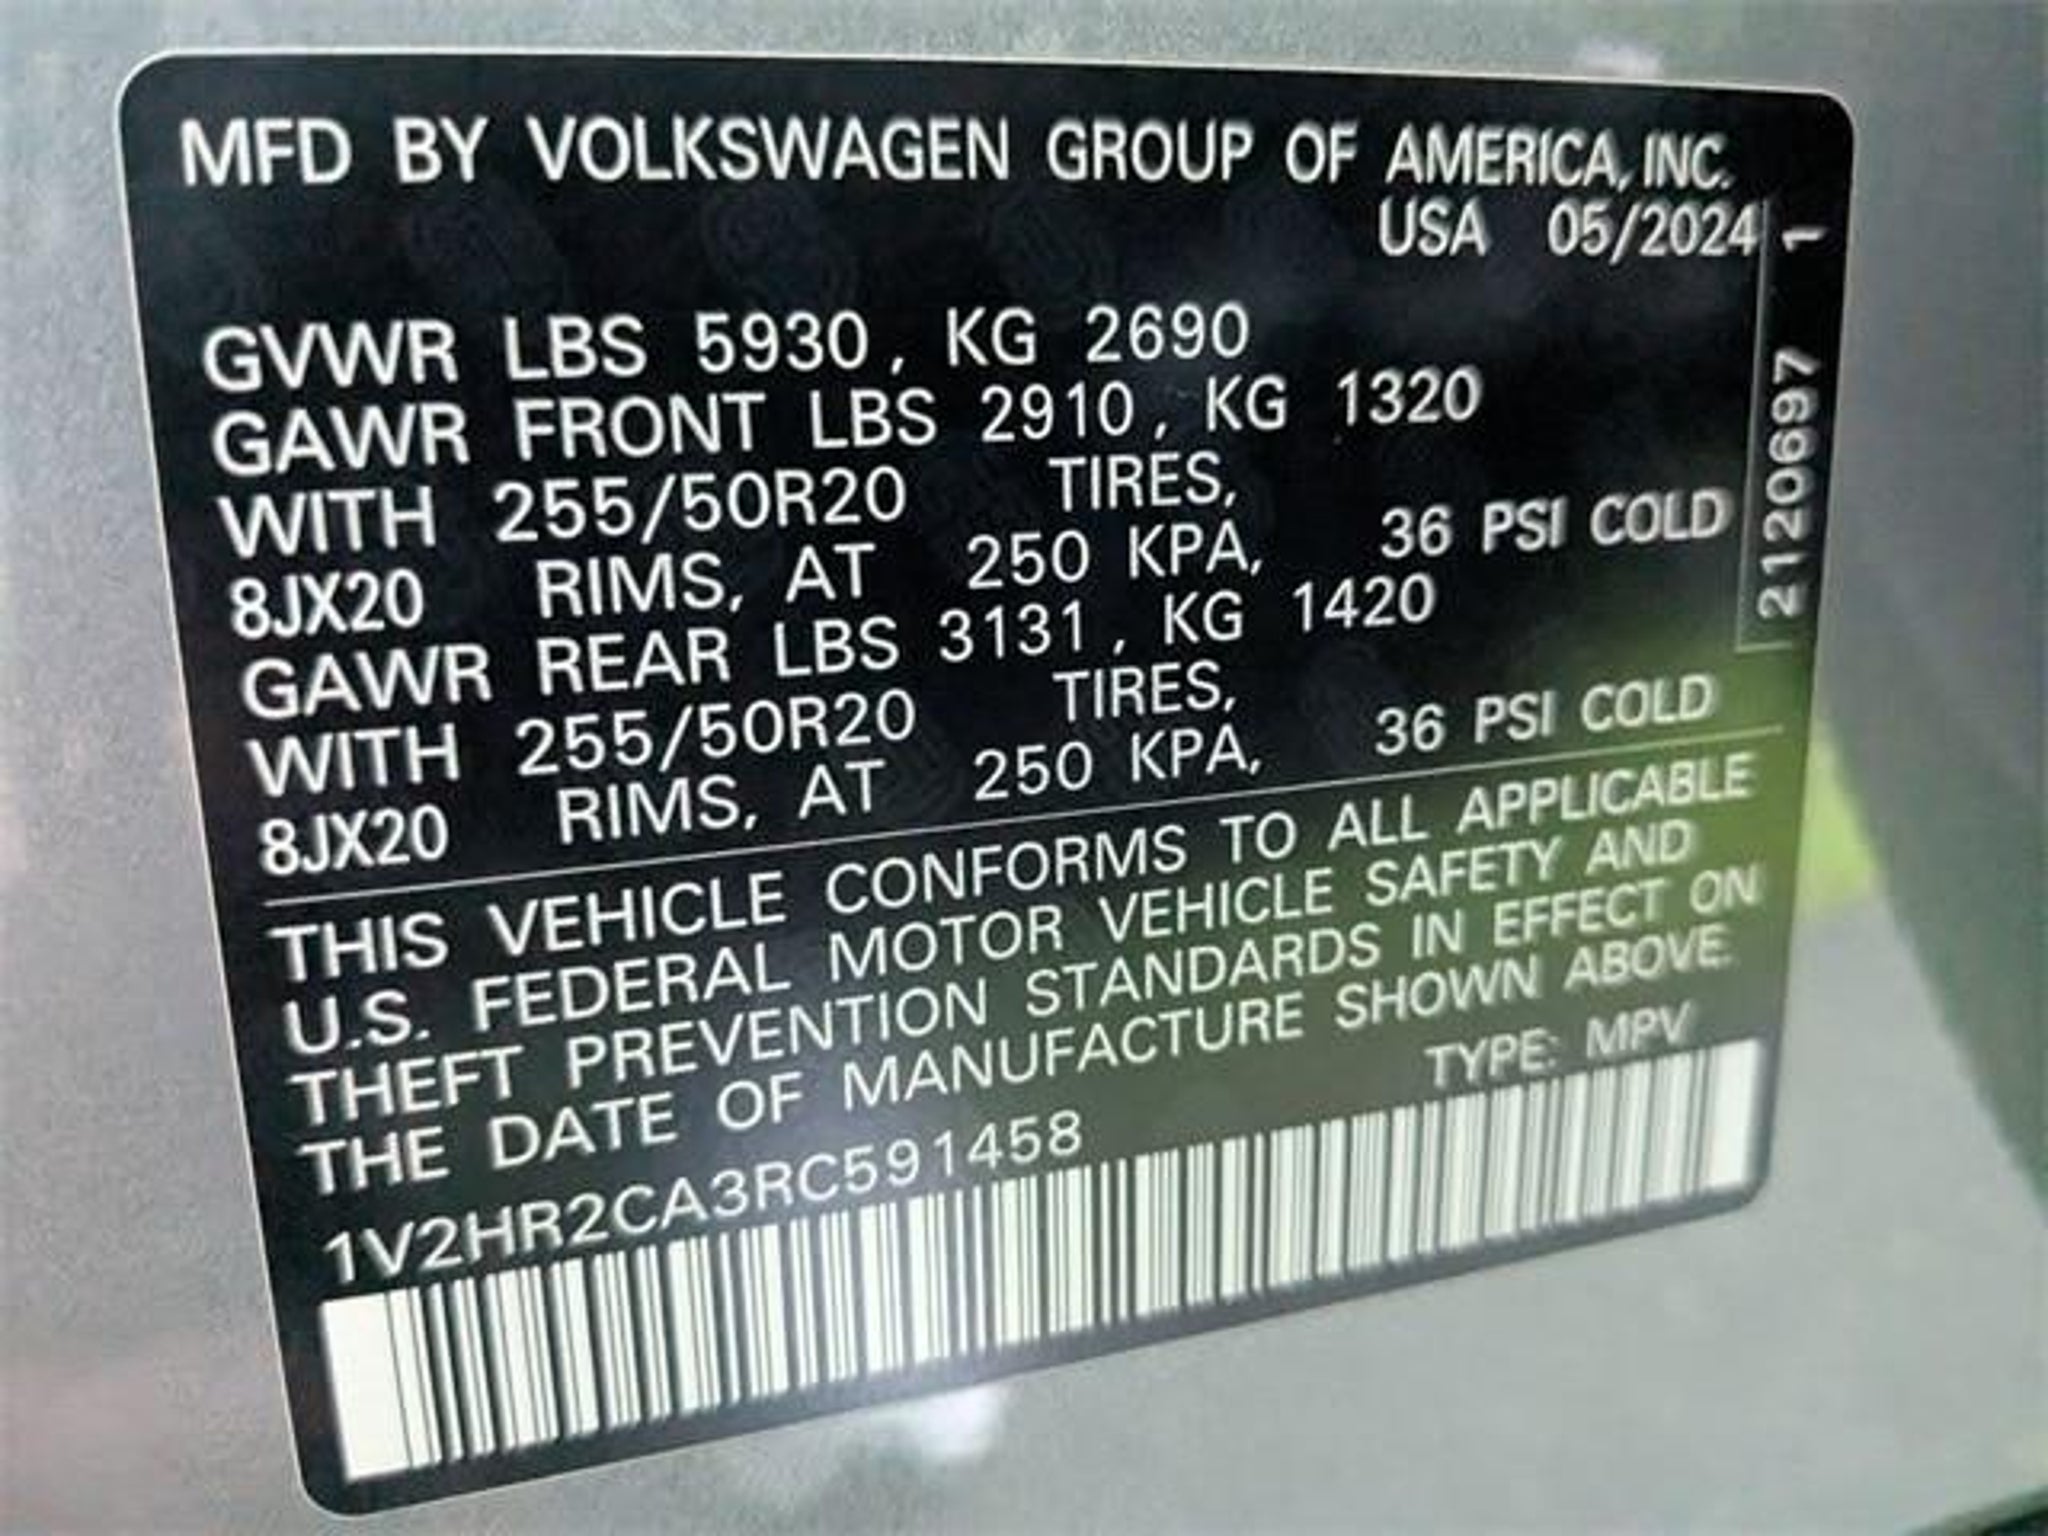 MFD BY VOLKSWAGEN GROUP OF AMERICA, INC.
USA 05/2024
GVWR LBS 5930, KG 2690
GAWR FRONT LBS 2910, KG 1320
WITH 255/50R20 TIRES,
8JX20 RIMS, AT 250 KPA, 36 PSI COLD
GAWR REAR LBS 3131, KG 1420
WITH 255/50R20 TIRES,
8JX20 RIMS, AT 250 KPA, 36 PSI COLD
THIS VEHICLE CONFORMS TO ALL APPLICABLE
U.S. FEDERAL MOTOR VEHICLE SAFETY AND
THEFT PREVENTION STANDARDS IN EFFECT ON
THE DATE OF MANUFACTURE SHOWN ABOVE.
TYPE: MPV
1V2HR2CA3RC591458
2120697 1